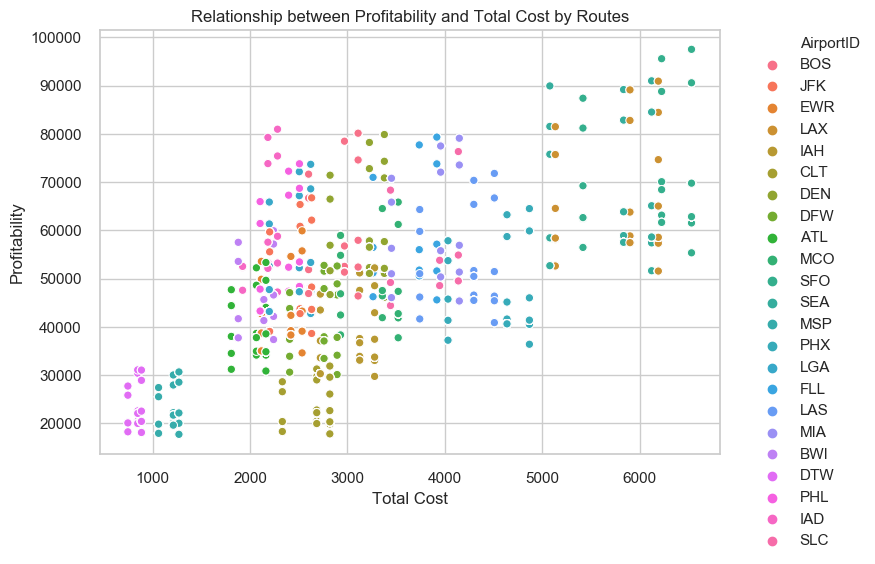 Relationship between Profitability and Total Cost by Routes
100000
90000
80000
70000
60000
50000
40000
30000
20000
Profitability
1000 2000 3000 4000 5000 6000
Total Cost
AirportID
BOS
JFK
EWR
LAX
IAH
CLT
DEN
DFW
ATL
MCO
SFO
SEA
MSP
PHX
LGA
FLL
LAS
MIA
BWI
DTW
PHL
IAD
SLC